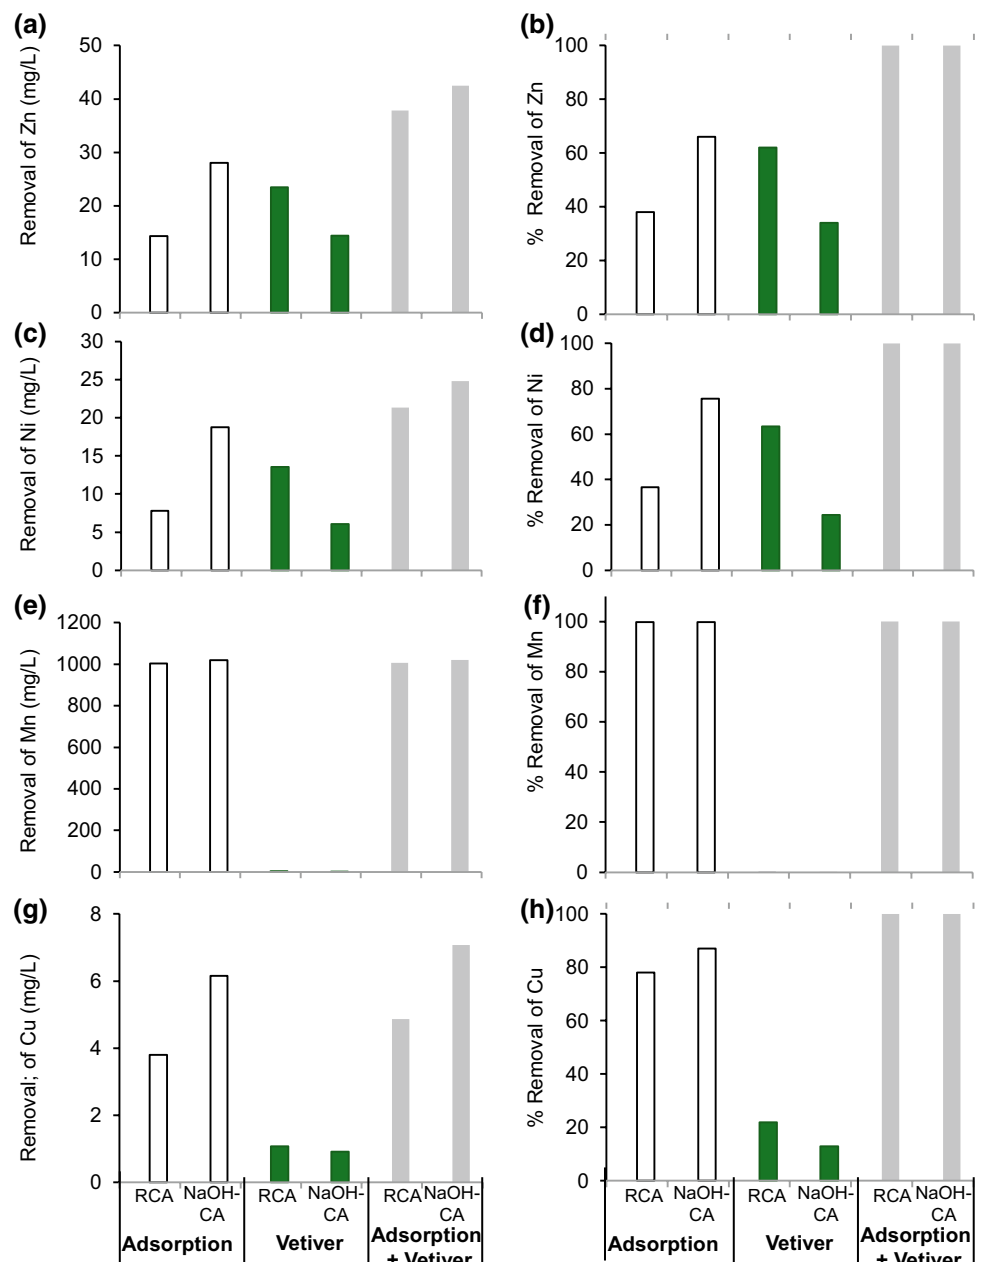 (a)
Removal of Zn (mg/L)
50
40
30
20
10
0
(b)
% Removal of Zn
100
80
60
40
20
0
(c)
Removal of Ni (mg/L)
30
25
20
15
10
5
0
(d)
% Removal of Ni
100
80
60
40
20
0
(e)
Removal of Mn (mg/L)
1200
1000
800
600
400
200
0
(f)
% Removal of Mn
100
80
60
40
20
0
(g)
Removal; of Cu (mg/L)
8
6
4
2
0
(h)
% Removal of Cu
100
80
60
40
20
0
RCA NaOH-CA RCA NaOH-CA RCA NaOH-CA
Adsorption Vetiver Adsorption
+ Vetiver
RCA NaOH-CA RCA NaOH-CA RCA NaOH-CA
Adsorption Vetiver Adsorption
+ Vetiver